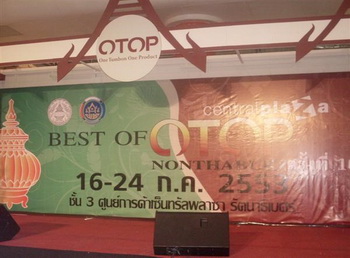 OTOP
One Tambon One Product
centralplaza
BEST OF OTOP
NONTHABURI
16-24 ก.ค. 2553
ชั้น 3 ศูนย์การค้าเซ็นทรัลพลาซา รัตนาธิเบศร์